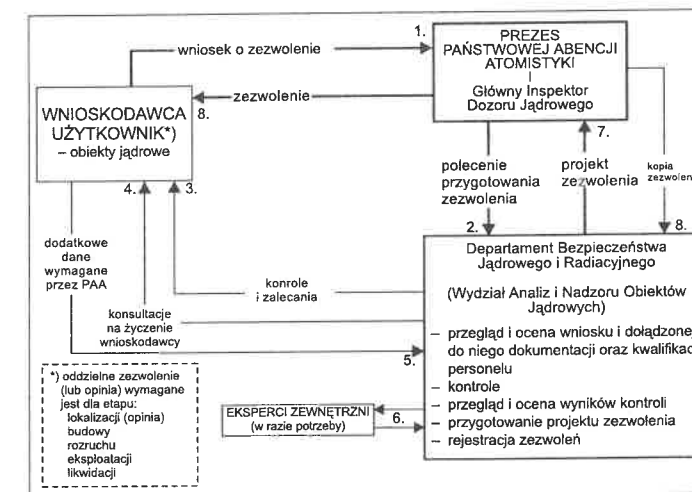 1.
PREZES
PAŃSTWOWEJ ABENCJI
ATOMISTYKI
I
Główny Inspektor
Dozoru Jądrowego
wniosek o zezwolenie
zezwolenie
8.
WNIOSKODAWCA
UŻYTKOWNIK*)
– obiekty jądrowe
4.
3.
7.
polecenie
przygotowania
zezwolenia
projekt
zezwolenia
kopia
2.
8.
dodatkowe
dane
wymagane
przez PAA
konrole
i zalecania
konsultacje
na życzenie
wnioskodawcy
5.
Departament Bezpieczeństwa
Jądrowego i Radiacyjnego
(Wydział Analiz i Nadzoru Obiektów
Jądrowych)
– przegląd i ocena wniosku i dołądzonej
do niego dokumentacji oraz
personelu
– kontrole
– przegląd i ocena wyników kontroli
– przygotowanie projektu zezwolenia
– rejestracja zezwoleń
EKSPERCI ZEWNĘTRZNI
(w razie potrzeby)
6.
*) oddzielne zezwolenie
(lub opinia) wymagane
jest dla etapu:
lokalizacji (opinia)
budowy
rozruchu
eksploatacji
likwidacji